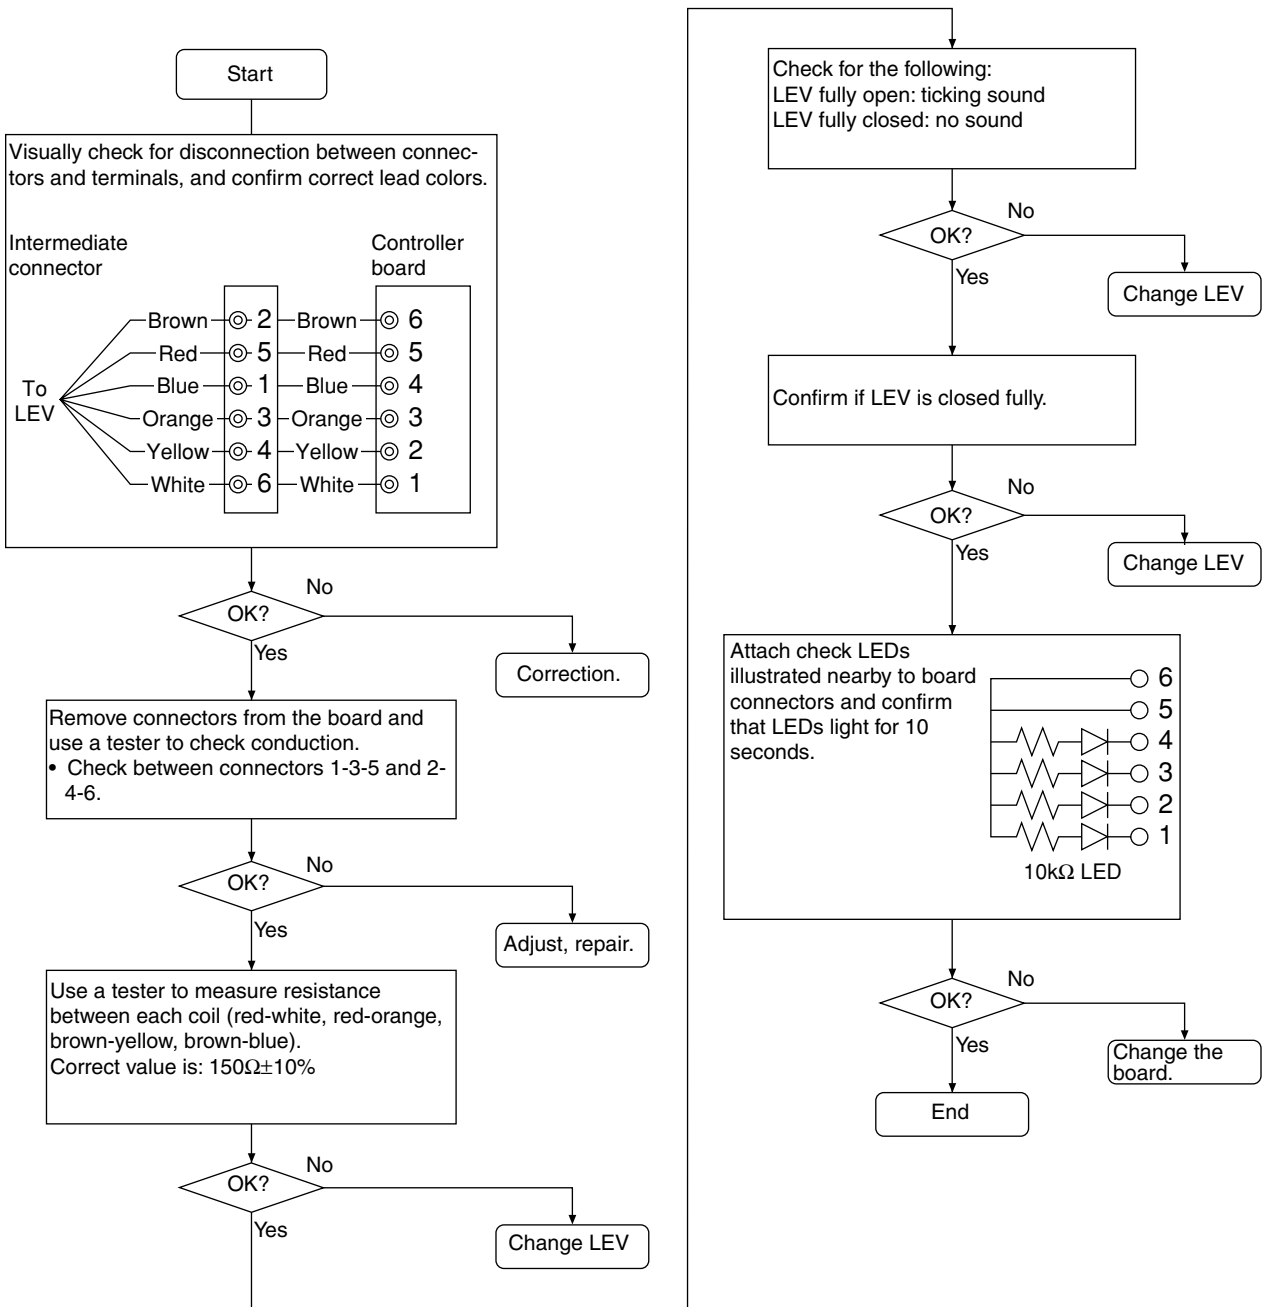 Start
Visually check for disconnection between connec-
tors and terminals, and confirm correct lead colors.
Intermediate
connector
Controller
board
To
LEV
Brown 2 Brown 6
Red 5 Red 5
Blue 1 Blue 4
Orange 3 Orange 3
Yellow 4 Yellow 2
White 6 White 1
OK?
No
Yes
Correction.
Remove connectors from the board and
use a tester to check conduction.
• Check between connectors 1-3-5 and 2-
4-6.
OK?
No
Yes
Adjust, repair.
Use a tester to measure resistance
between each coil (red-white, red-orange,
brown-yellow, brown-blue).
Correct value is: 150Ω±10%
OK?
No
Yes
Change LEV
Check for the following:
LEV fully open: ticking sound
LEV fully closed: no sound
OK?
No
Yes
Change LEV
Confirm if LEV is closed fully.
OK?
No
Yes
Change LEV
Attach check LEDs
illustrated nearby to board
connectors and confirm
that LEDs light for 10
seconds.
6
5
4
3
2
1
10kΩ LED
OK?
No
Yes
Change the
board.
End